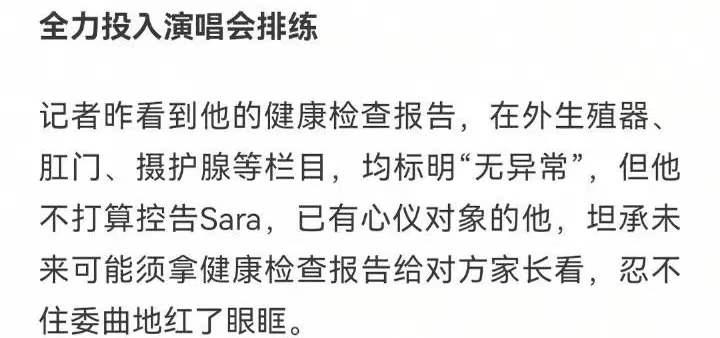 全力投入演唱会排练
记者昨看到他的健康检查报告，在外生殖器、
肛门、摄护腺等栏目，均标明“无异常”，但他
不打算控告Sara，已有心仪对象的他，坦承未
来可能须拿健康检查报告给对方家长看，忍不
住委曲地红了眼眶。